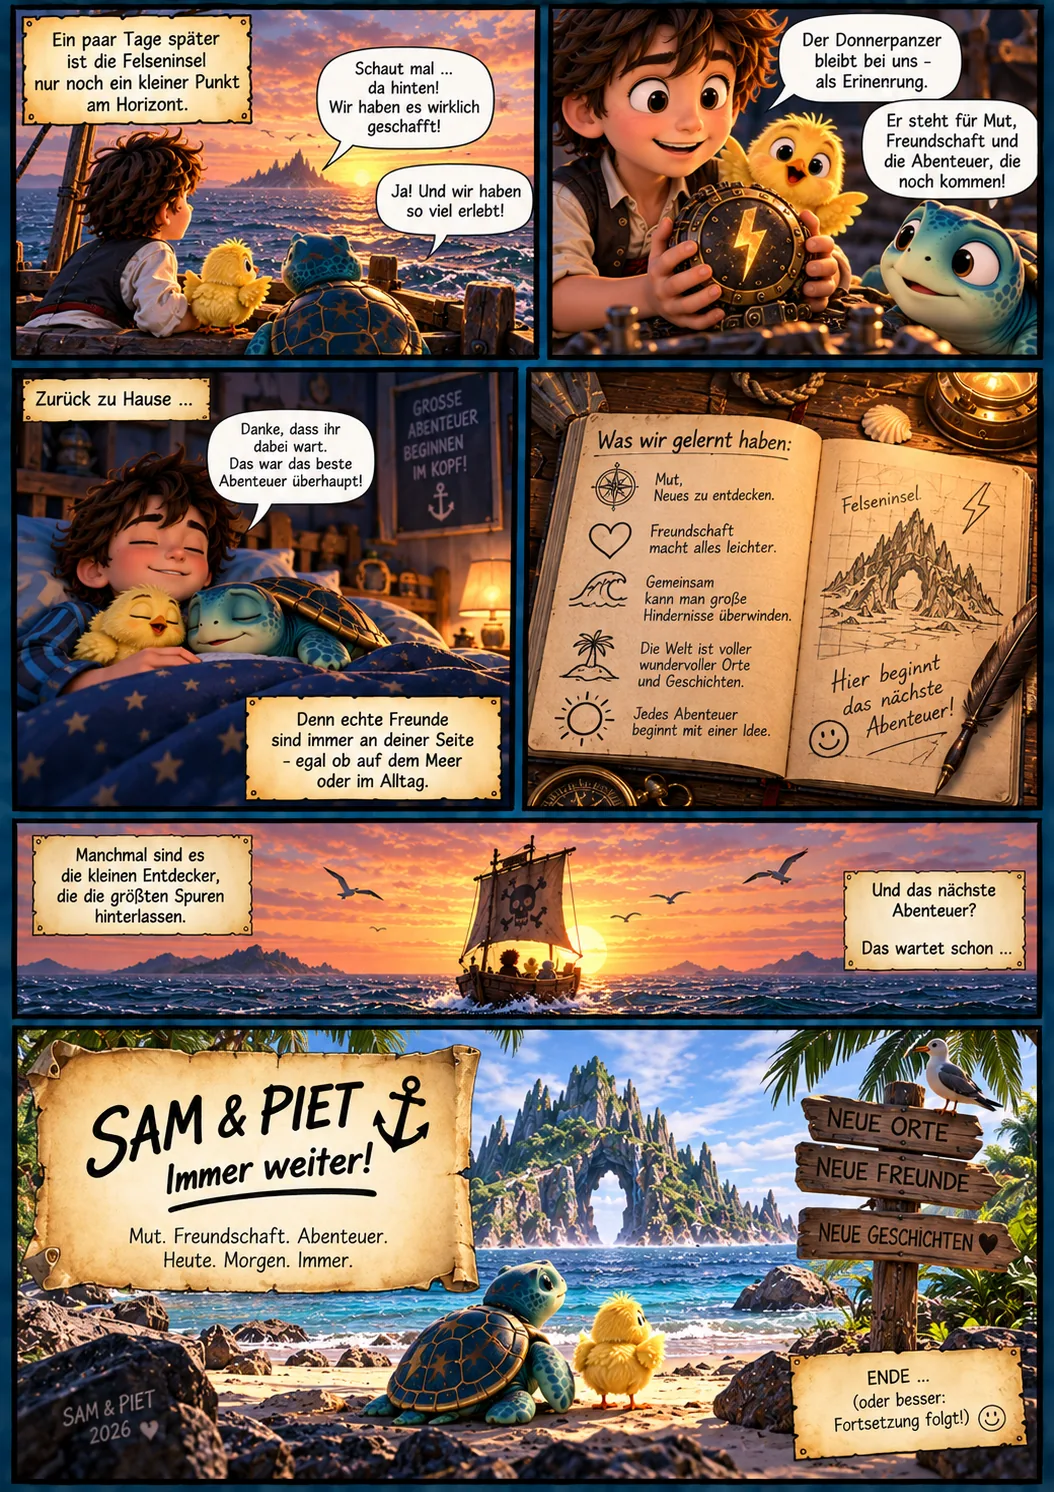 Ein paar Tage später
ist die Felseninsel
nur noch ein kleiner Punkt
am Horizont.
Schaut mal ...
da hinten!
Wir haben es wirklich
geschafft!
Ja! Und wir haben
so viel erlebt!
Der Donnerpanzer
bleibt bei uns -
als Erinenrung.
Er steht für Mut,
Freundschaft und
die Abenteuer, die
noch kommen!
Zurück zu Hause ...
Danke, dass ihr
dabei wart.
Das war das beste
Abenteuer überhaupt!
GROSSE
ABENTEUER
BEGINNEN
IM KOPF!
Denn echte Freunde
sind immer an deiner Seite
- egal ob auf dem Meer
oder im Alltag.
Was wir gelernt haben:
Mut,
Neues zu entdecken.
Freundschaft
macht alles leichter.
Gemeinsam
kann man große
Hindernisse überwinden.
Die Welt ist voller
wundervoller Orte
und Geschichten.
Jedes Abenteuer
beginnt mit einer Idee.
Felseninsel.
Hier beginnt
das nächste
Abenteuer!
Manchmal sind es
die kleinen Entdecker,
die die größten Spuren
hinterlassen.
Und das nächste
Abenteuer?
Das wartet schon ...
SAM & PIET
Immer weiter!
Mut. Freundschaft. Abenteuer.
Heute. Morgen. Immer.
NEUE ORTE
NEUE FREUNDE
NEUE GESCHICHTEN
SAM & PIET
2026
ENDE ...
(oder besser:
Fortsetzung folgt!)